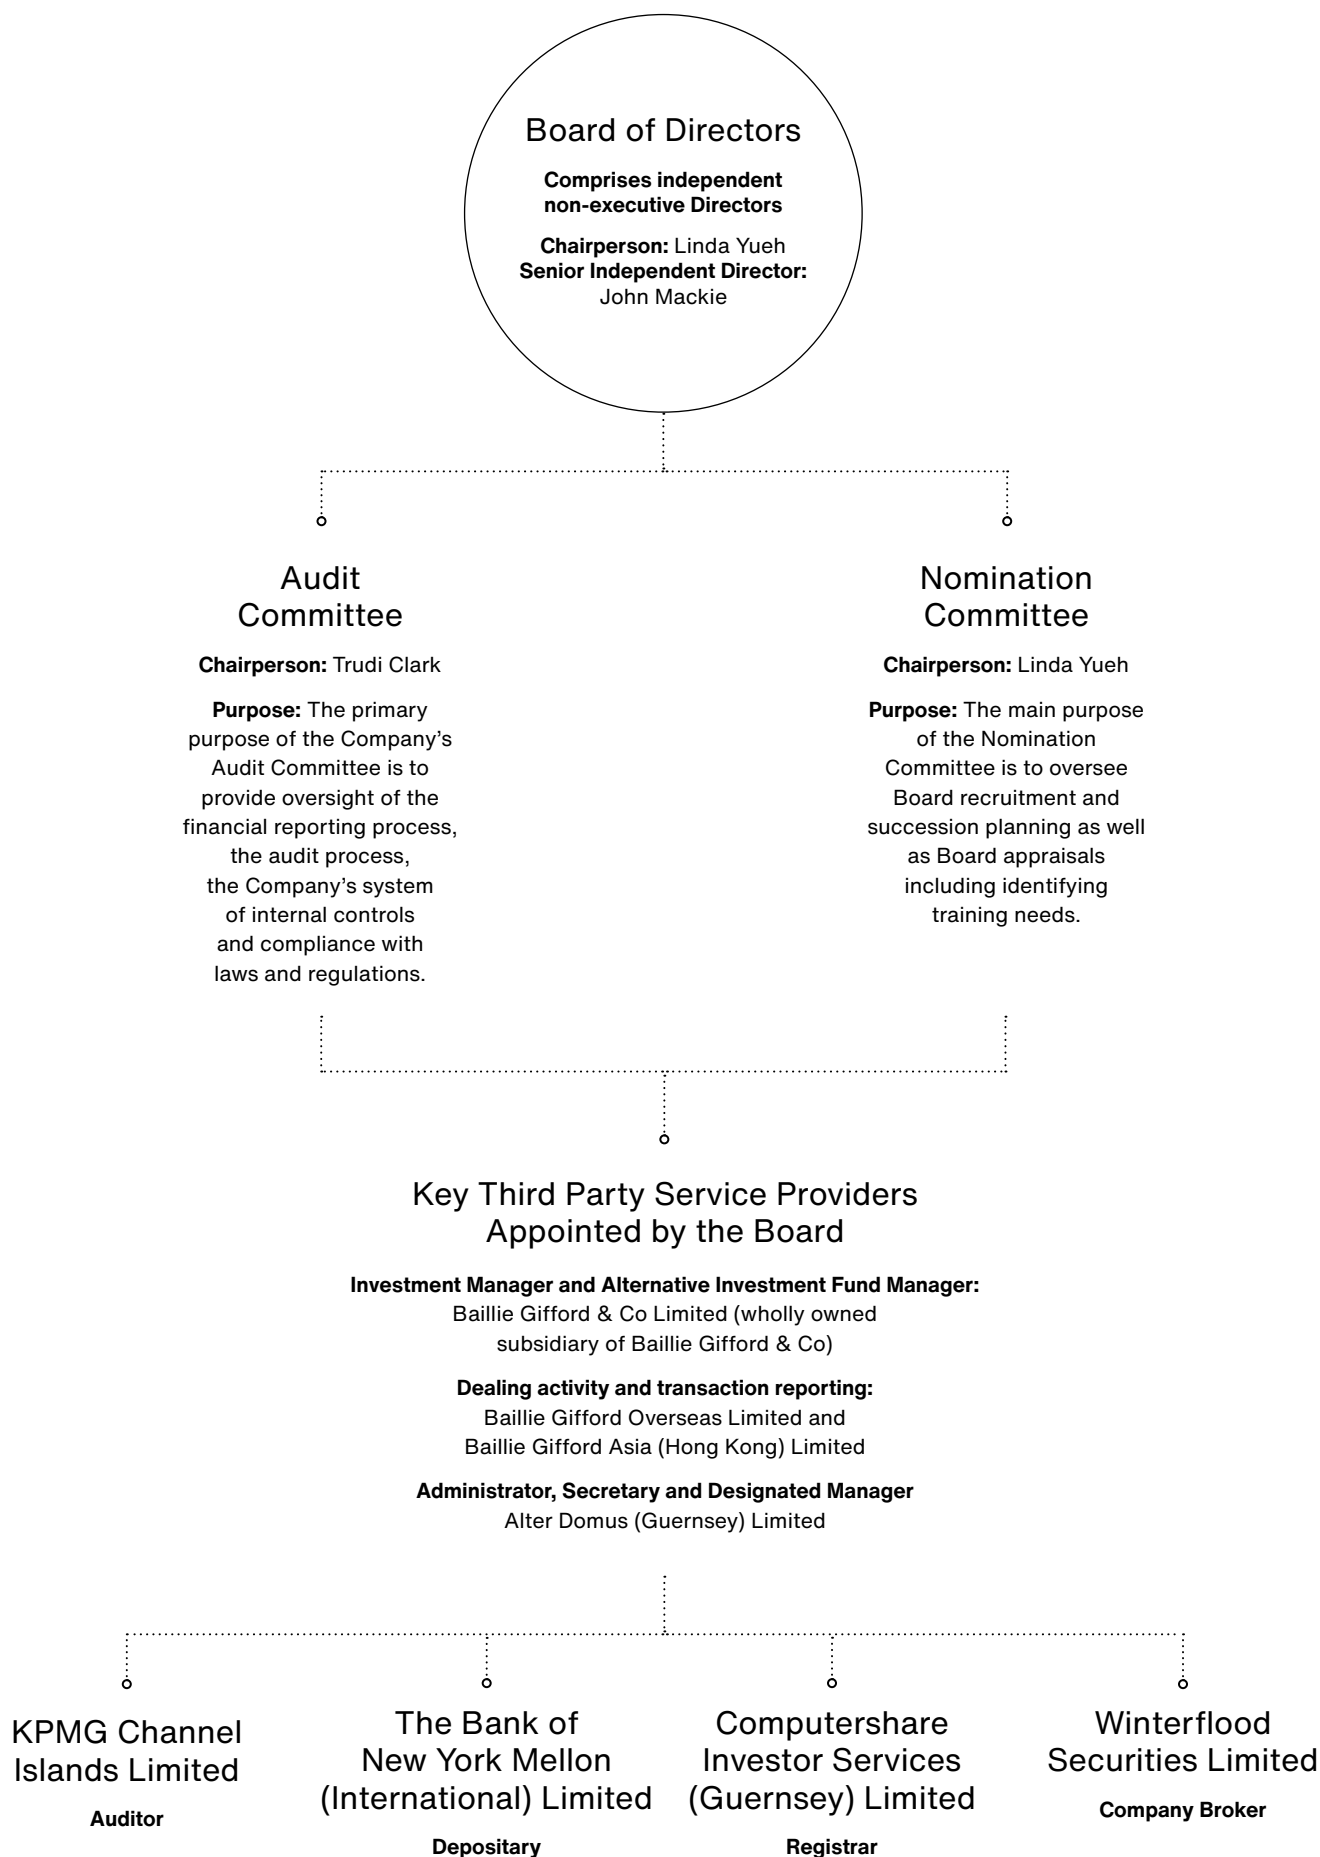 Board of Directors
Comprises independent
non-executive Directors
Chairperson: Linda Yueh
Senior Independent Director:
John Mackie
Audit
Committee
Chairperson: Trudi Clark
Purpose: The primary
purpose of the Company’s
Audit Committee is to
provide oversight of the
financial reporting process,
the audit process,
the Company’s system
of internal controls
and compliance with
laws and regulations.
Nomination
Committee
Chairperson: Linda Yueh
Purpose: The main purpose
of the Nomination
Committee is to oversee
Board recruitment and
succession planning as well
as Board appraisals
including identifying
training needs.
Key Third Party Service Providers
Appointed by the Board
Investment Manager and Alternative Investment Fund Manager:
Baillie Gifford & Co Limited (wholly owned
subsidiary of Baillie Gifford & Co)
Dealing activity and transaction reporting:
Baillie Gifford Overseas Limited and
Baillie Gifford Asia (Hong Kong) Limited
Administrator, Secretary and Designated Manager
Alter Domus (Guernsey) Limited
KPMG Channel
Islands Limited
Auditor
The Bank of
New York Mellon
(International) Limited
Depositary
Computershare
Investor Services
(Guernsey) Limited
Registrar
Winterflood
Securities Limited
Company Broker